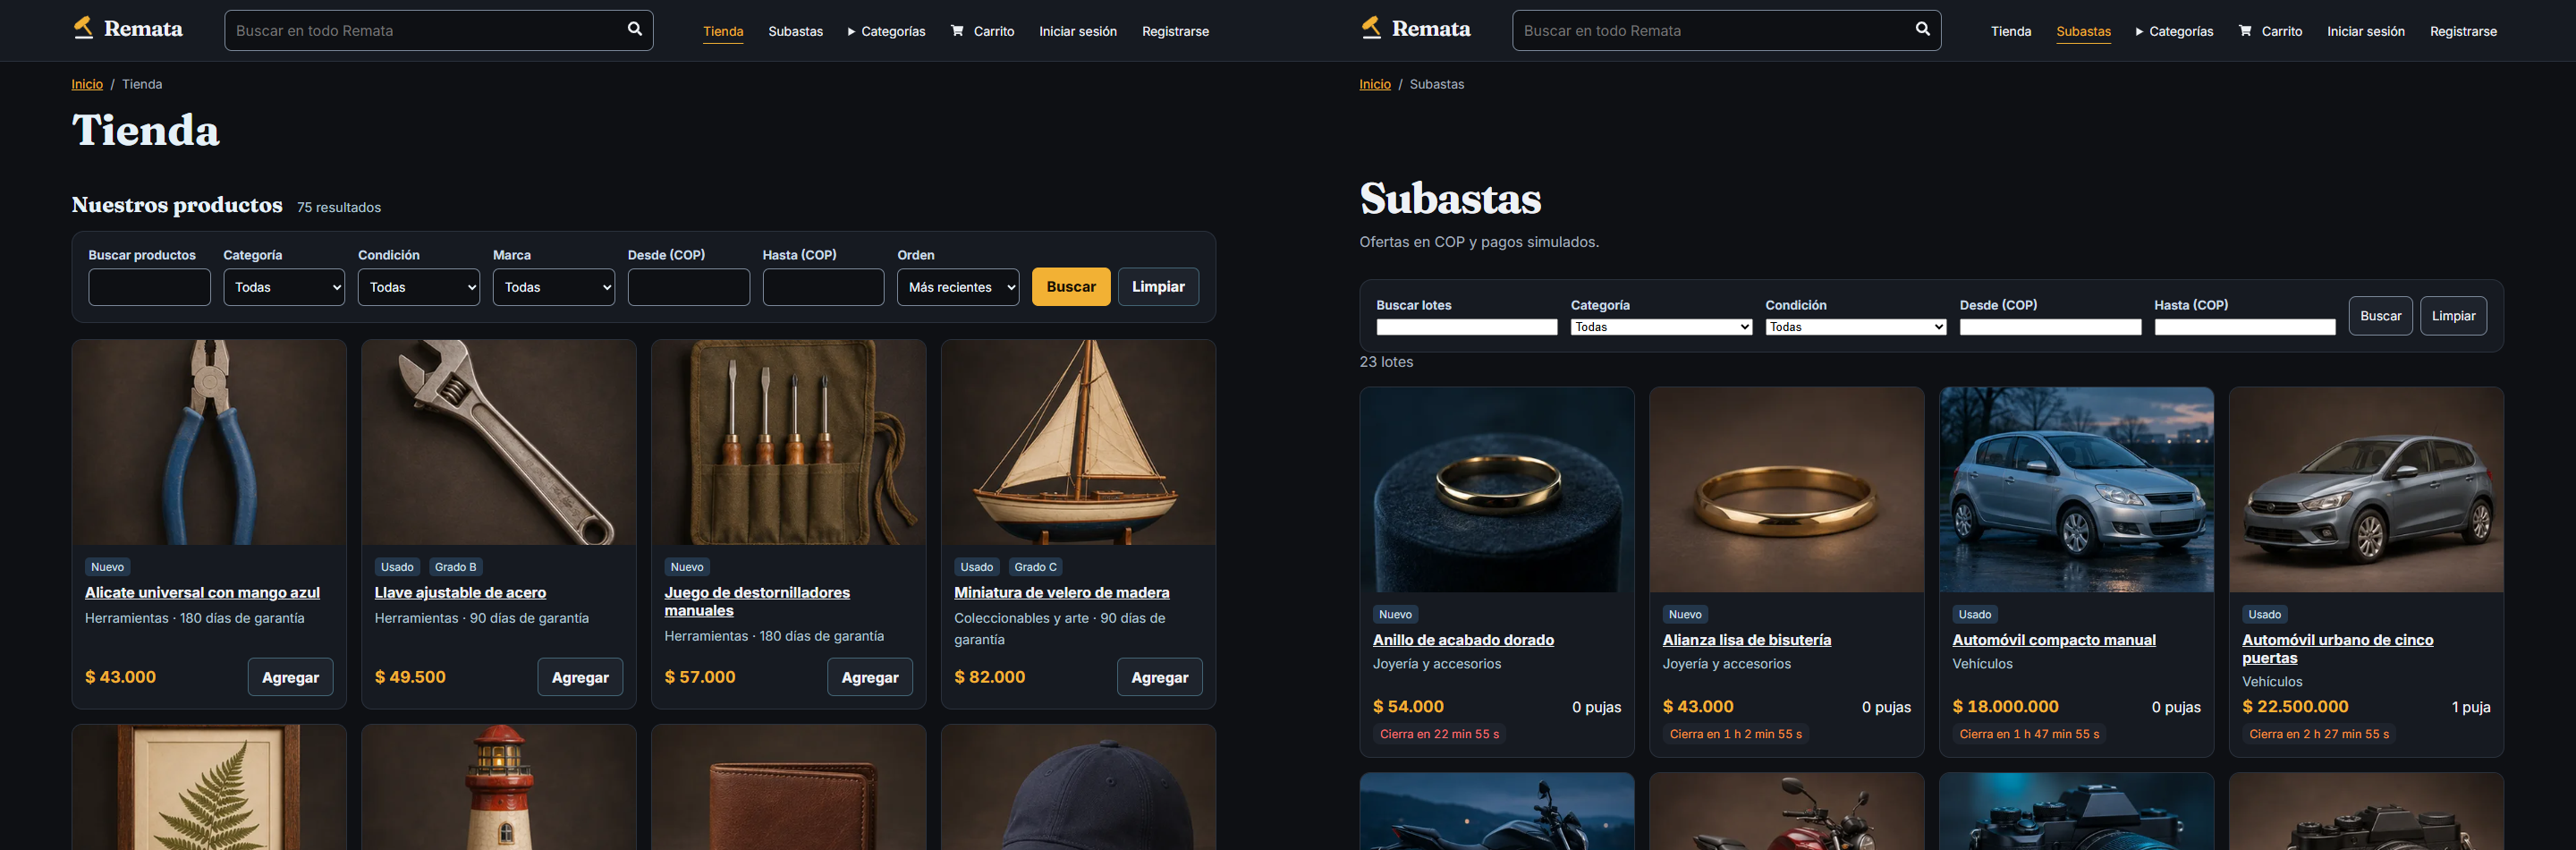 Remata
Buscar en todo Remata
Tienda
Subastas
Categorías
Carrito
Iniciar sesión
Registrarse
Inicio / Tienda
Tienda
Nuestros productos 75 resultados
Buscar productos
Categoría
Condición
Marca
Desde (COP)
Hasta (COP)
Orden
Todas
Todas
Todas
Más recientes
Buscar
Limpiar
Nuevo
Alicate universal con mango azul
Herramientas · 180 días de garantía
$ 43.000
Agregar
Usado
Grado B
Llave ajustable de acero
Herramientas · 90 días de garantía
$ 49.500
Agregar
Nuevo
Juego de destornilladores
manuales
Herramientas · 180 días de garantía
$ 57.000
Agregar
Usado
Grado C
Miniatura de velero de madera
Coleccionables y arte · 90 días de
garantía
$ 82.000
Agregar
Remata
Buscar en todo Remata
Tienda
Subastas
Categorías
Carrito
Iniciar sesión
Registrarse
Inicio / Subastas
Subastas
Ofertas en COP y pagos simulados.
Buscar lotes
Categoría
Condición
Desde (COP)
Hasta (COP)
Todas
Todas
Buscar
Limpiar
23 lotes
Nuevo
Anillo de acabado dorado
Joyería y accesorios
$ 54.000
0 pujas
Cierra en 22 min 55 s
Nuevo
Alianza lisa de bisutería
Joyería y accesorios
$ 43.000
0 pujas
Cierra en 1 h 2 min 55 s
Usado
Automóvil compacto manual
Vehículos
$ 18.000.000
0 pujas
Cierra en 1 h 47 min 55 s
Usado
Automóvil urbano de cinco
puertas
Vehículos
$ 22.500.000
1 puja
Cierra en 2 h 27 min 55 s